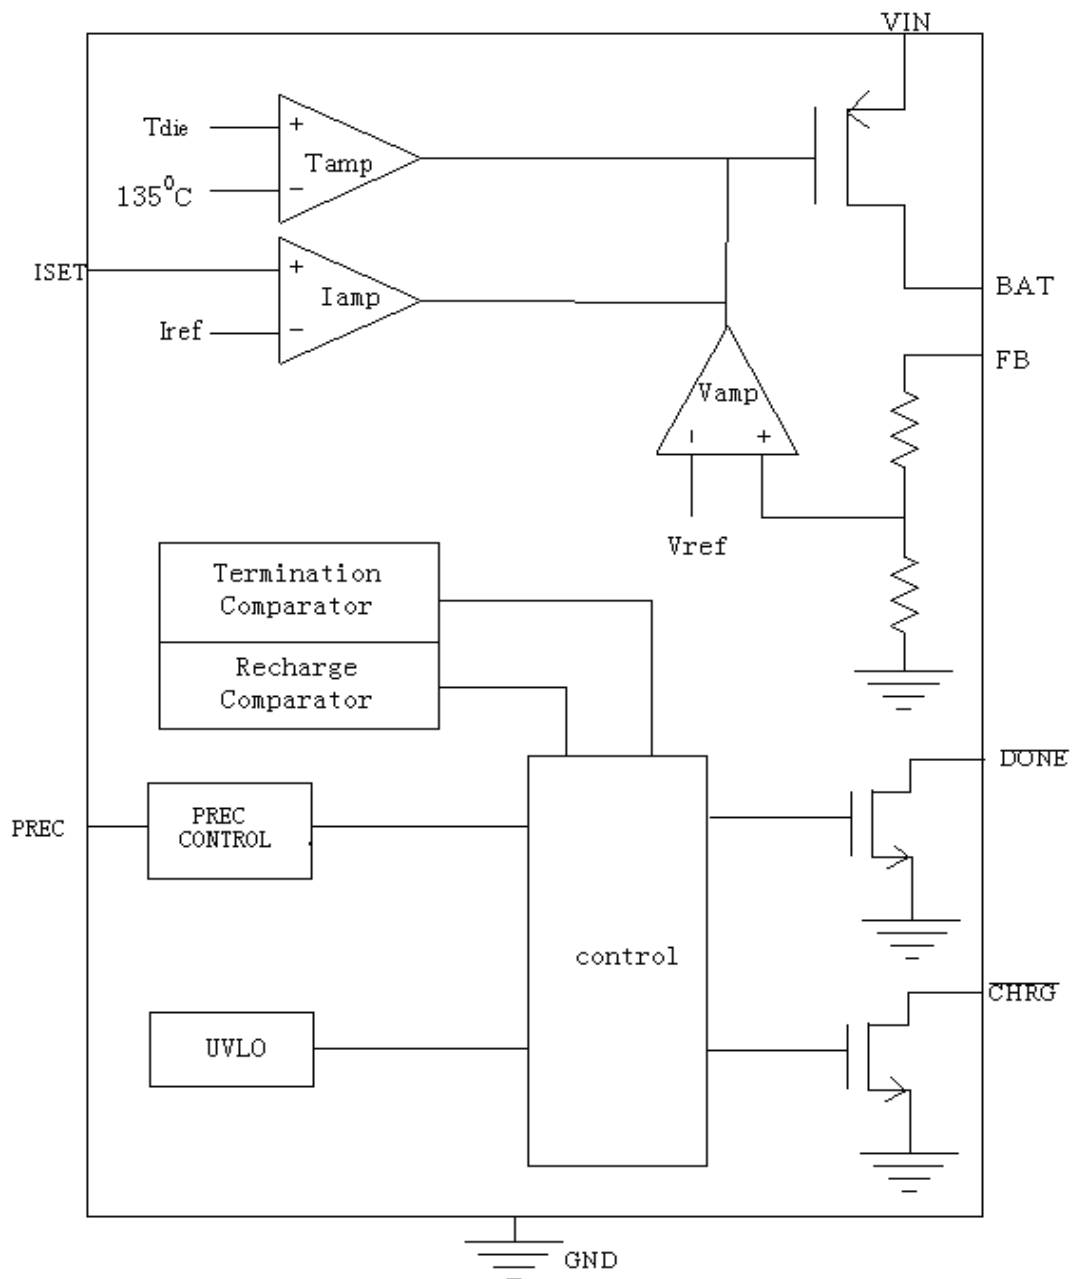 VIN
Tdie
+
Tamp
135⁰C
−
ISET
+
Iamp
BAT
Iref
−
FB
Vamp
− +
Vref
Termination
Comparator
Recharge
Comparator
DONE
PREC
PREC
CONTROL
control
CHRG
UVLO
GND